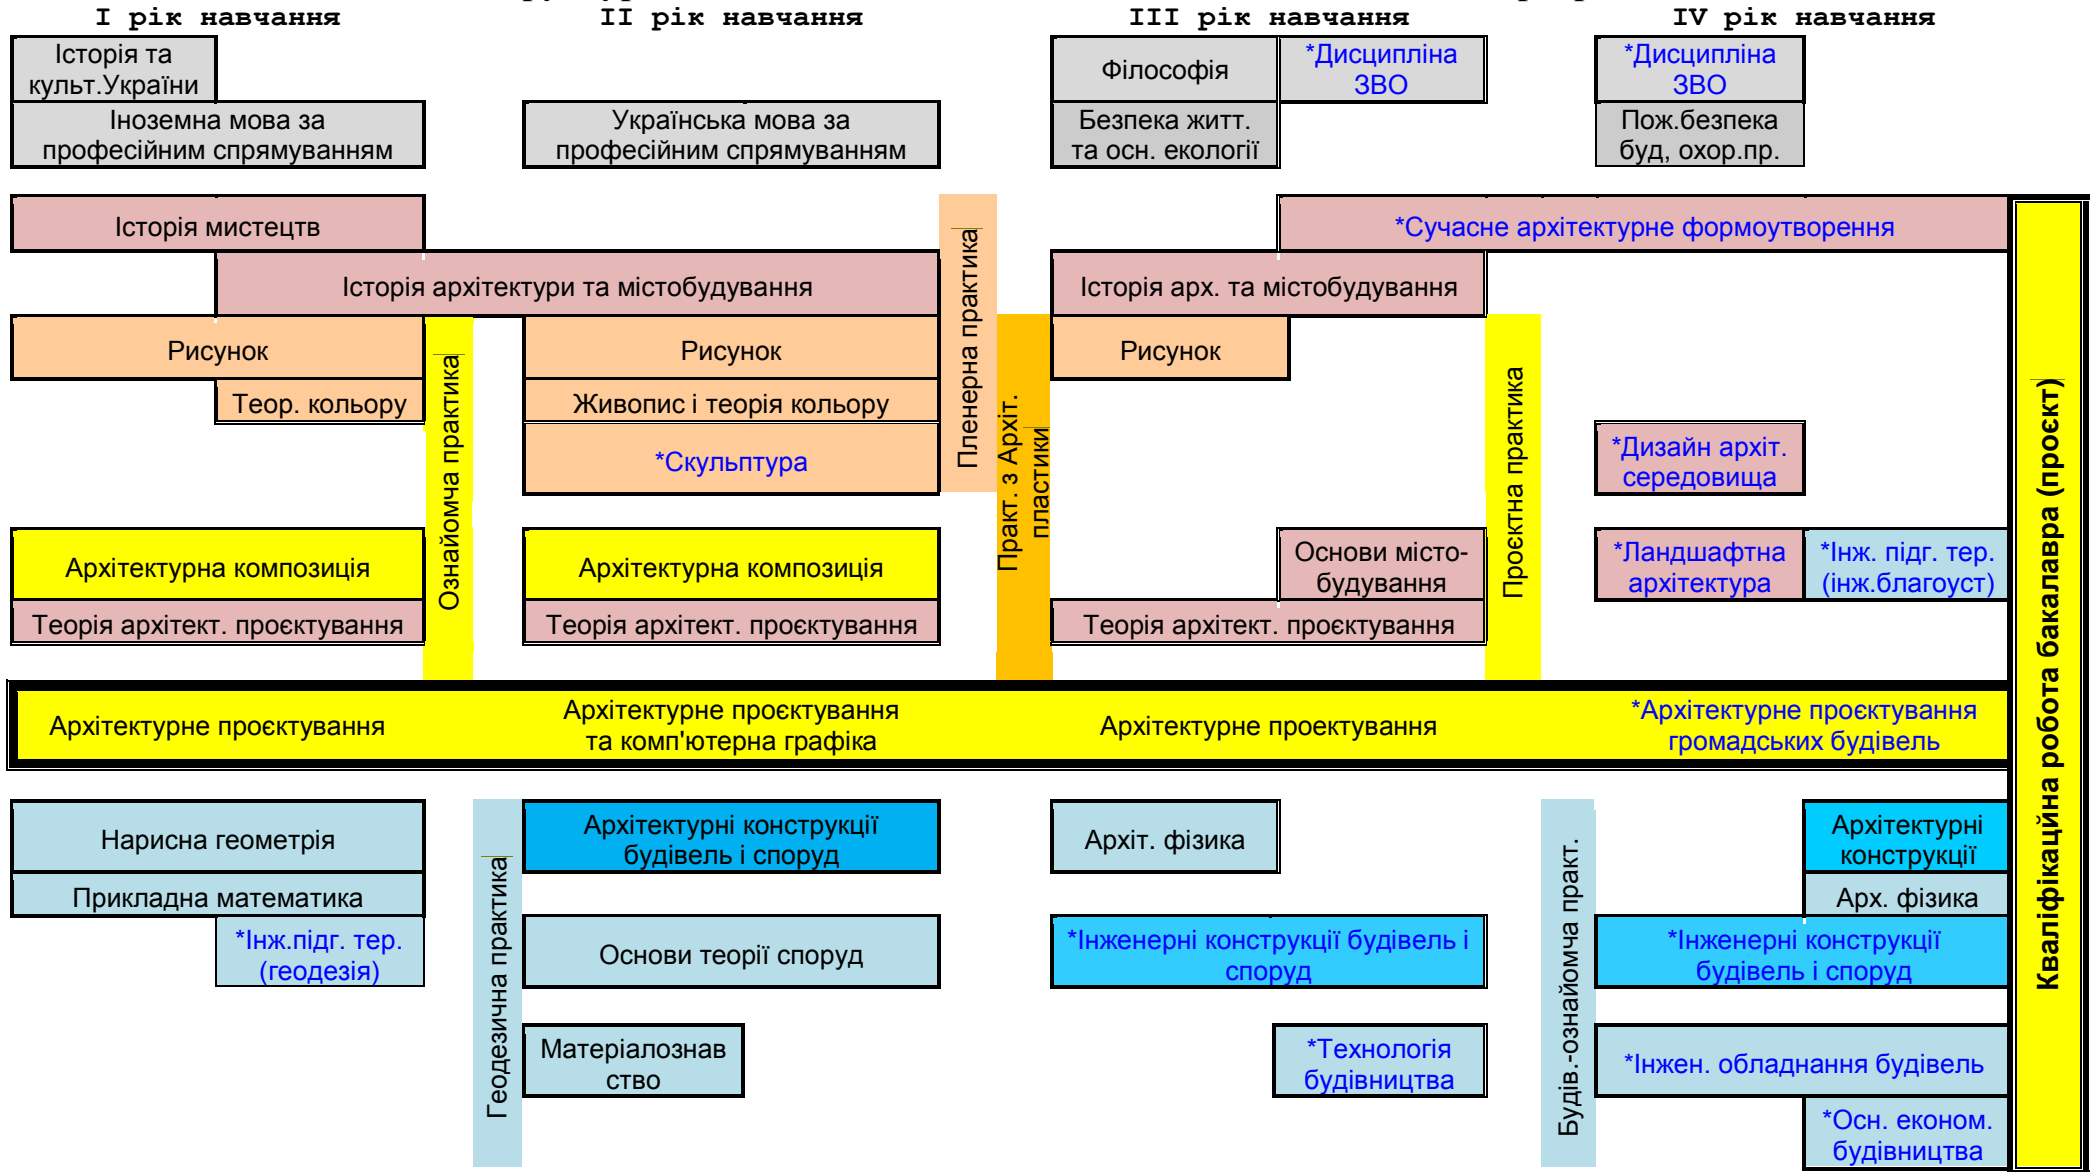 I рік навчання
II рік навчання
III рік навчання
IV рік навчання
Історія та
культ.України
Філософія
*Дисципліна
ЗВО
*Дисципліна
ЗВО
Іноземна мова за
професійним спрямуванням
Українська мова за
професійним спрямуванням
Безпека житт.
та осн. екології
Пож.безпека
буд, охор.пр.
Історія мистецтв
*Сучасне архітектурне формоутворення
Історія архітектури та містобудування
Історія арх. та містобудування
Рисунок
Рисунок
Рисунок
Теор. кольору
Живопис і теорія кольору
*Скульптура
*Дизайн архіт.
середовища
Ознайомча практика
Пленерна практика
Практ. з Архіт.
пластики
Проєктна практика
Архітектурна композиція
Архітектурна композиція
Основи місто-
будування
*Ландшафтна
архітектура
*Інж. підг. тер.
(інж.благоуст)
Теорія архітект. проєктування
Теорія архітект. проєктування
Теорія архітект. проєктування
Архітектурне проєктування
Архітектурне проєктування
та комп'ютерна графіка
Архітектурне проектування
*Архітектурне проєктування
громадських будівель
Кваліфікаційна робота бакалавра (проєкт)
Нарисна геометрія
Архітектурні конструкції
будівель і споруд
Архіт. фізика
Архітектурні
конструкції
Прикладна математика
Арх. фізика
*Інж.підг. тер.
(геодезія)
Геодезична практика
Основи теорії споруд
*Інженерні конструкції будівель і
споруд
Будів.-ознайомча практ.
*Інженерні конструкції
будівель і споруд
Матеріалознав
ство
*Технологія
будівництва
*Інжен. обладнання будівель
*Осн. економ.
будівництва